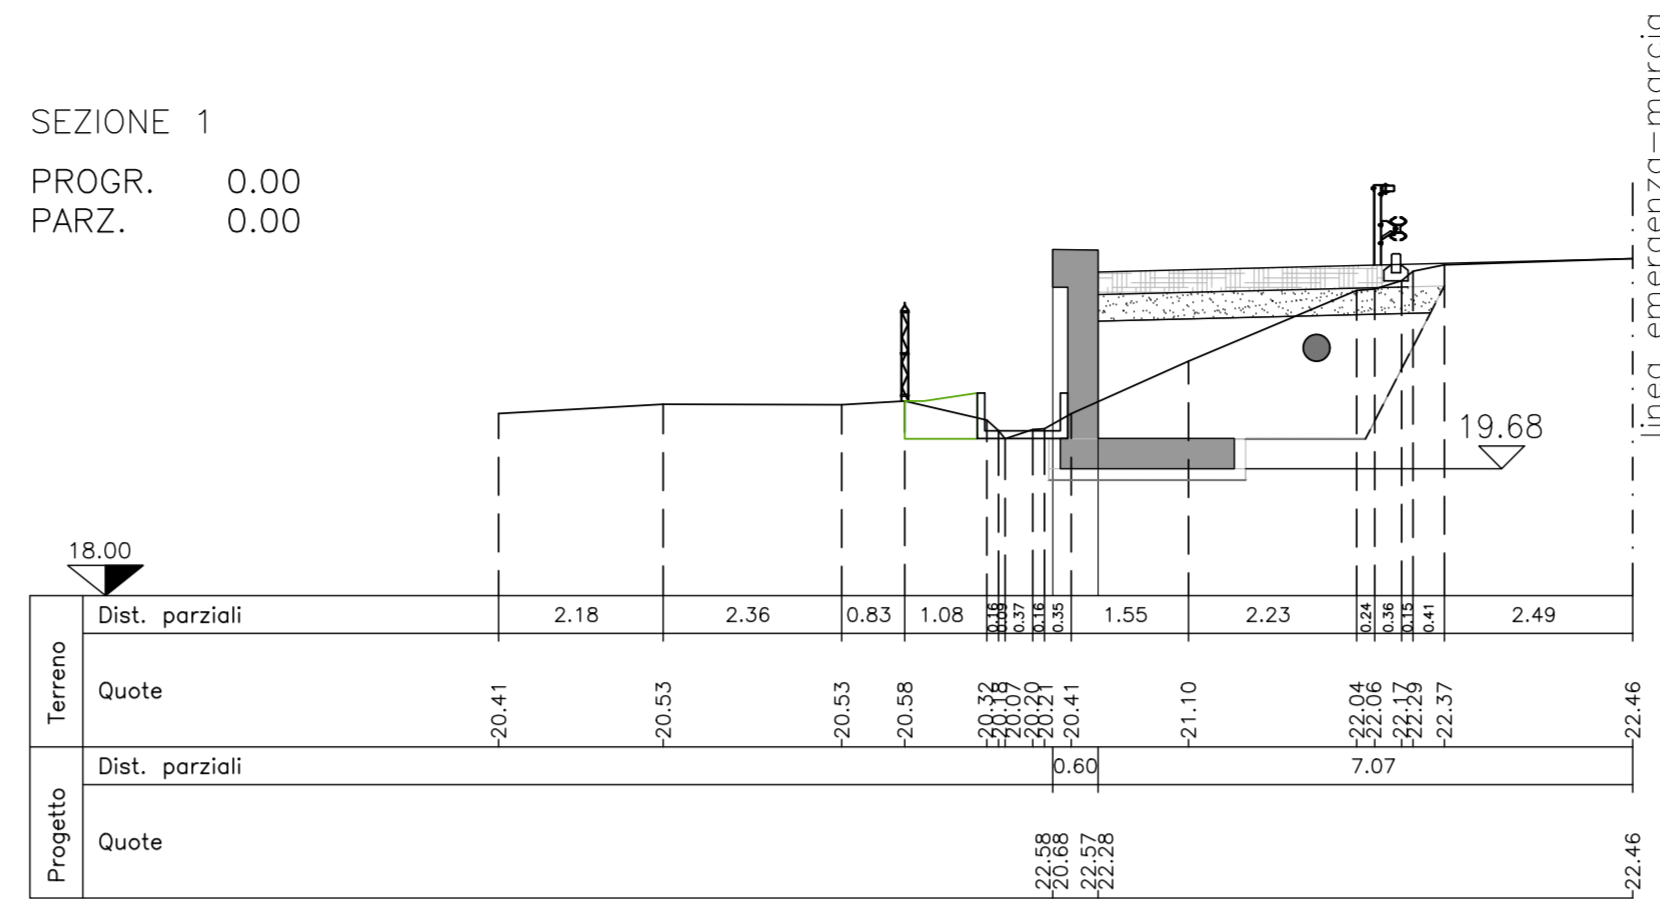 SEZIONE 1
PROGR. 0.00
PARZ. 0.00
linea emergenza-marcia
19.68
18.00
Terreno
Dist. parziali 2.18 2.36 0.83 1.08 0.16 0.09 0.37 0.16 0.35 1.55 2.23 0.24 0.36 0.15 0.41 2.49
Quote 20.41 20.53 20.53 20.58 20.32 20.18 20.07 20.20 20.21 20.41 21.10 22.04 22.06 22.17 22.29 22.37 22.46
Progetto
Dist. parziali 0.60 7.07
Quote 22.58 20.68 22.57 22.28 22.46